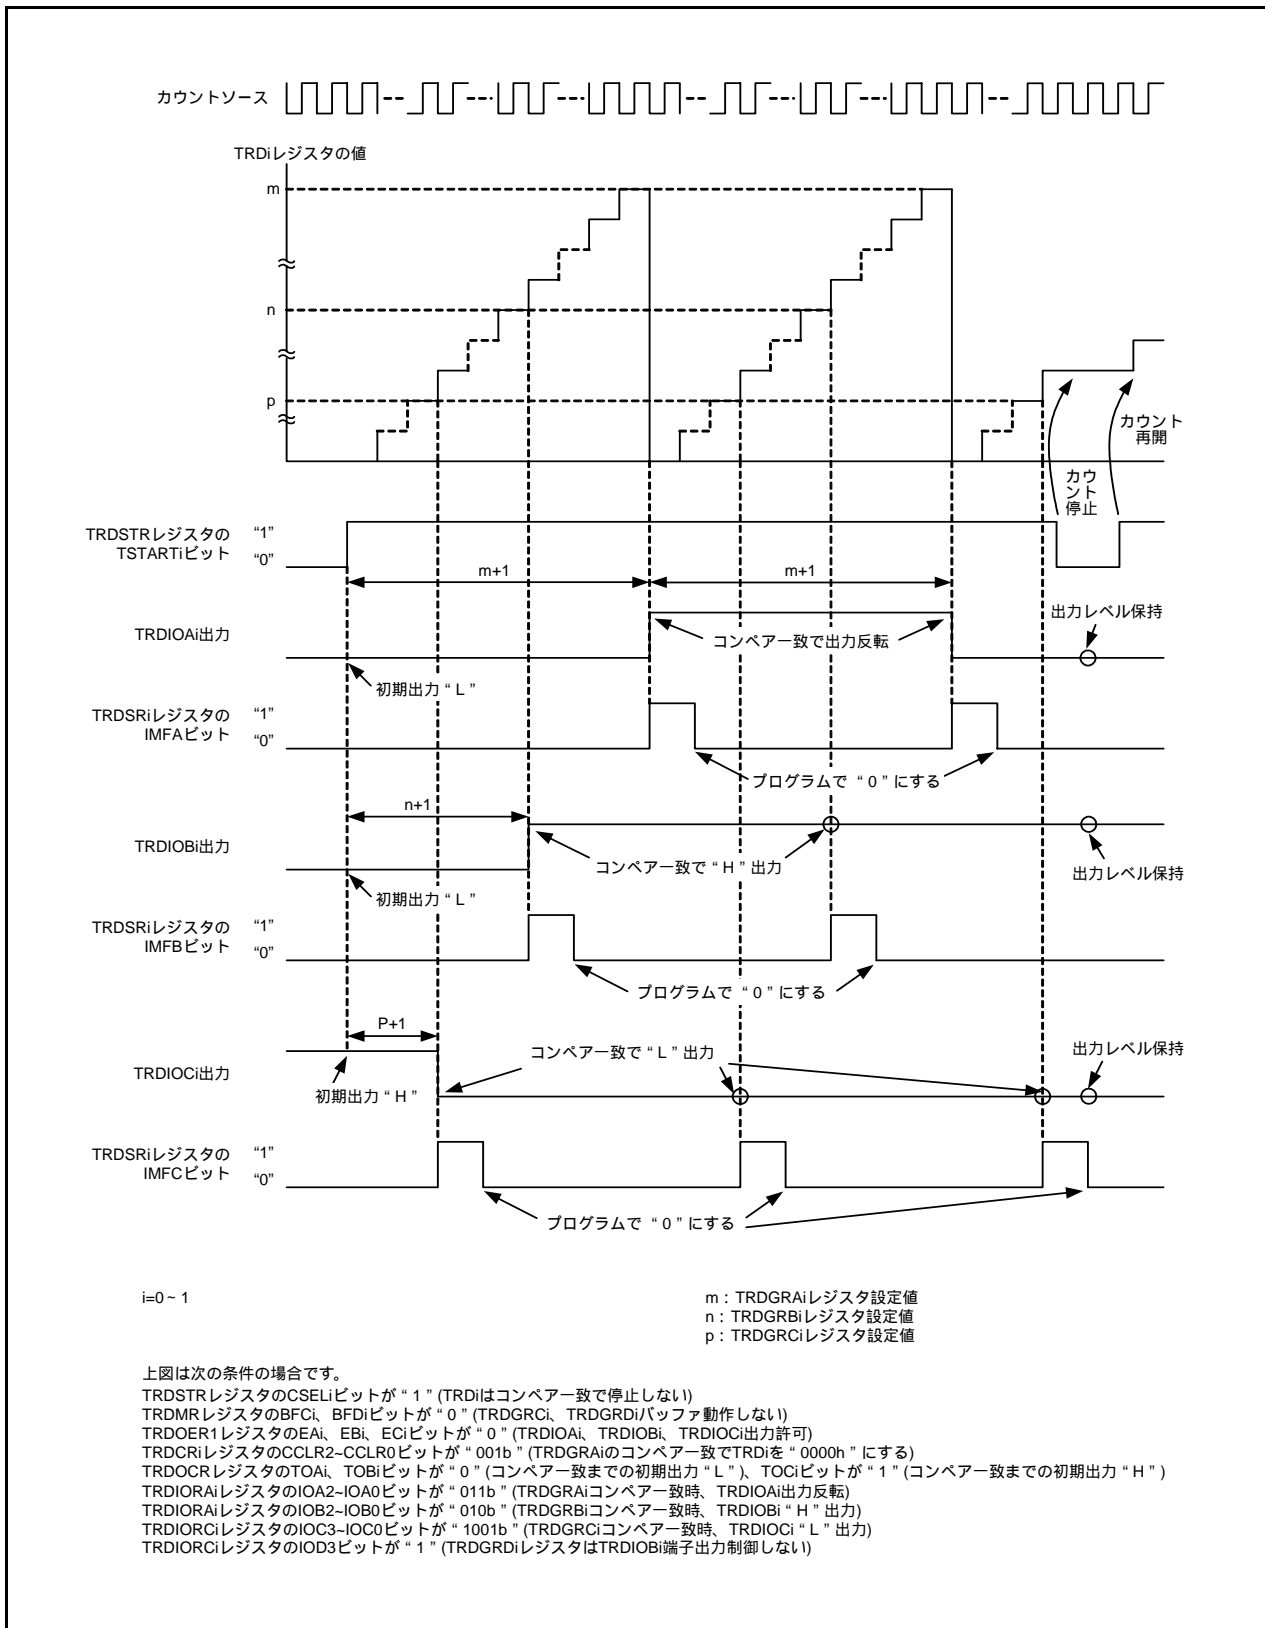 カウントソース
TRDiレジスタの値
m
n
p
カウント
再開
カウ
ント
停止
TRDSTRレジスタの
TSTARTiビット
“1”
“0”
m+1
m+1
TRDIOAi出力
コンペア一致で出力反転
出力レベル保持
初期出力 “ L ”
TRDSRiレジスタの
IMFAビット
“1”
“0”
プログラムで “ 0 ” にする
n+1
TRDIOBi出力
コンペア一致で “ H ” 出力
出力レベル保持
初期出力 “ L ”
TRDSRiレジスタの
IMFBビット
“1”
“0”
プログラムで “ 0 ” にする
P+1
TRDIOCi出力
コンペア一致で “ L ” 出力
出力レベル保持
初期出力 “ H ”
TRDSRiレジスタの
IMFCビット
“1”
“0”
プログラムで “ 0 ” にする
i=0 ~ 1
m : TRDGRAiレジスタ設定値
n : TRDGRBiレジスタ設定値
p : TRDGRCiレジスタ設定値
上図は次の条件の場合です。
TRDSTRレジスタのCSELiビットが “ 1 ” (TRDiはコンペア一致で停止しない)
TRDMRレジスタのBFCi、BFDiビットが “ 0 ” (TRDGRCi、TRDGRDiバッファ動作しない)
TRDOER1レジスタのEAi、EBi、ECiビットが “ 0 ” (TRDIOAi、TRDIOBi、TRDIOCi出力許可)
TRDCRiレジスタのCCLR2~CCLR0ビットが “ 001b ” (TRDGRAiのコンペア一致でTRDiを “ 0000h ” にする)
TRDOCRレジスタのTOAi、TOBiビットが “ 0 ” (コンペア一致までの初期出力 “ L ” )、TOCiビットが “ 1 ” (コンペア一致までの初期出力 “ H ” )
TRDIORAiレジスタのIOA2~IOA0ビットが “ 011b ” (TRDGRAiコンペア一致時、TRDIOAi出力反転)
TRDIORAiレジスタのIOB2~IOB0ビットが “ 010b ” (TRDGRBiコンペア一致時、TRDIOBi “ H ” 出力)
TRDIORCiレジスタのIOC3~IOC0ビットが “ 1001b ” (TRDGRCiコンペア一致時、TRDIOCi “ L ” 出力)
TRDIORCiレジスタのIOD3ビットが “ 1 ” (TRDGRDiレジスタはTRDIOBi端子出力制御しない)